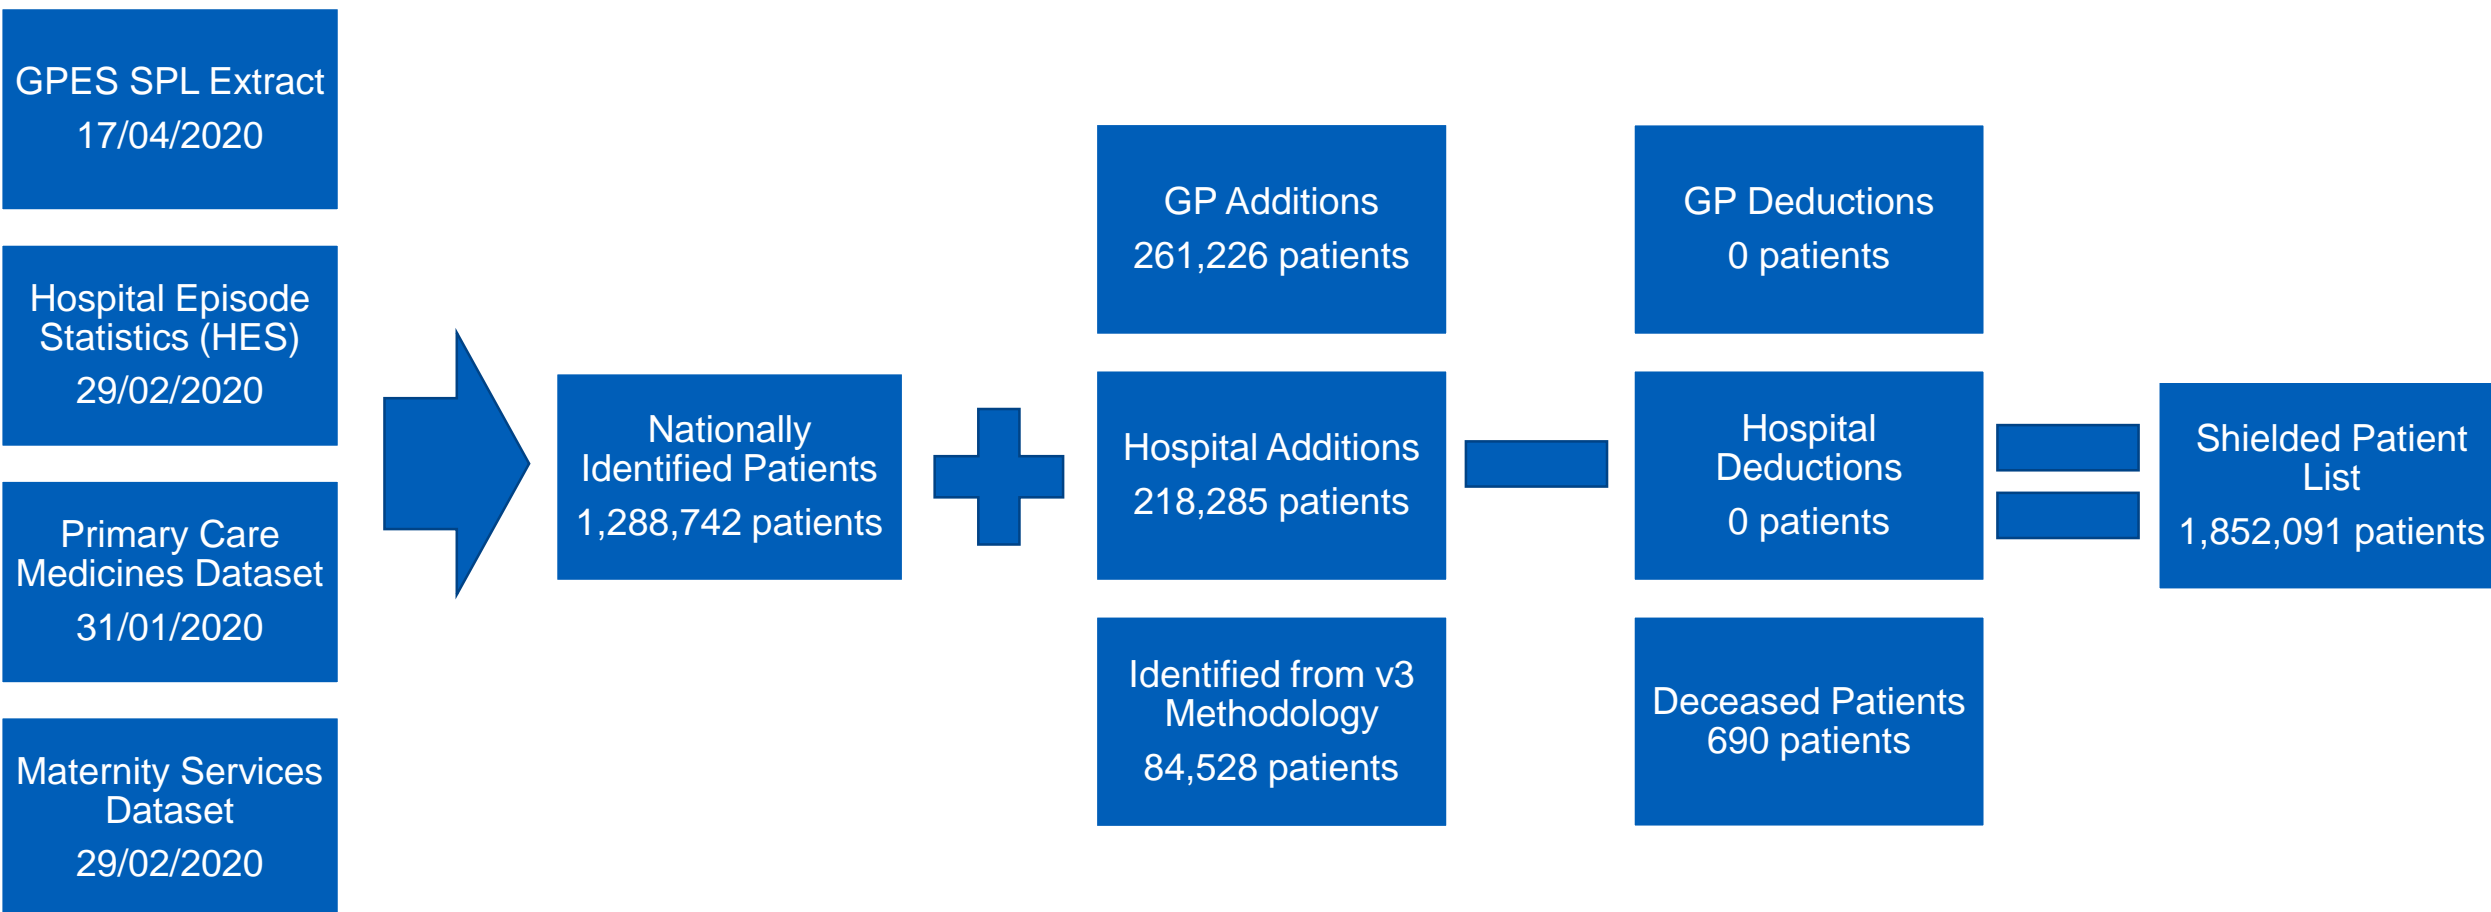 GPES SPL Extract
17/04/2020
Hospital Episode
Statistics (HES)
29/02/2020
Primary Care
Medicines Dataset
31/01/2020
Maternity Services
Dataset
29/02/2020
Nationally
Identified Patients
1,288,742 patients
GP Additions
261,226 patients
Hospital Additions
218,285 patients
Identified from v3
Methodology
84,528 patients
GP Deductions
0 patients
Hospital
Deductions
0 patients
Deceased Patients
690 patients
Shielded Patient
List
1,852,091 patients